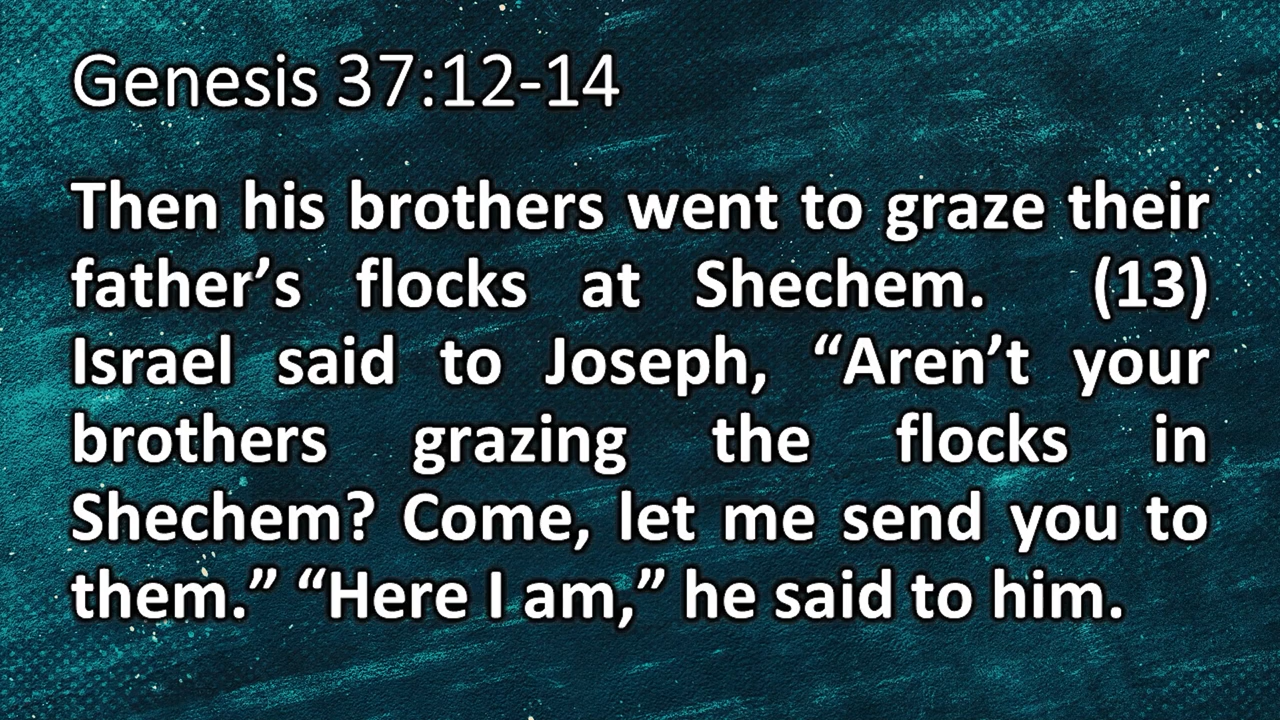 Genesis 37:12-14
Then his brothers went to graze their
father’s flocks at Shechem. (13)
Israel said to Joseph, “Aren’t your
brothers grazing the flocks in
Shechem? Come, let me send you to
them.” “Here I am,” he said to him.